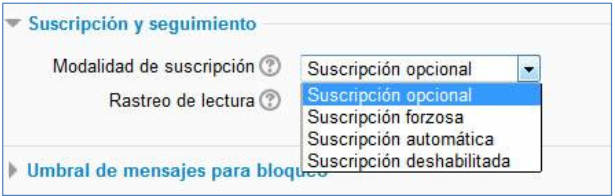 Suscripción y seguimiento
Modalidad de suscripción ? Suscripción opcional
Rastreo de lectura ? Suscripción opcional
Suscripción forzosa
Suscripción automática
Suscripción deshabilitada
Umbral de mensajes para bloqueo